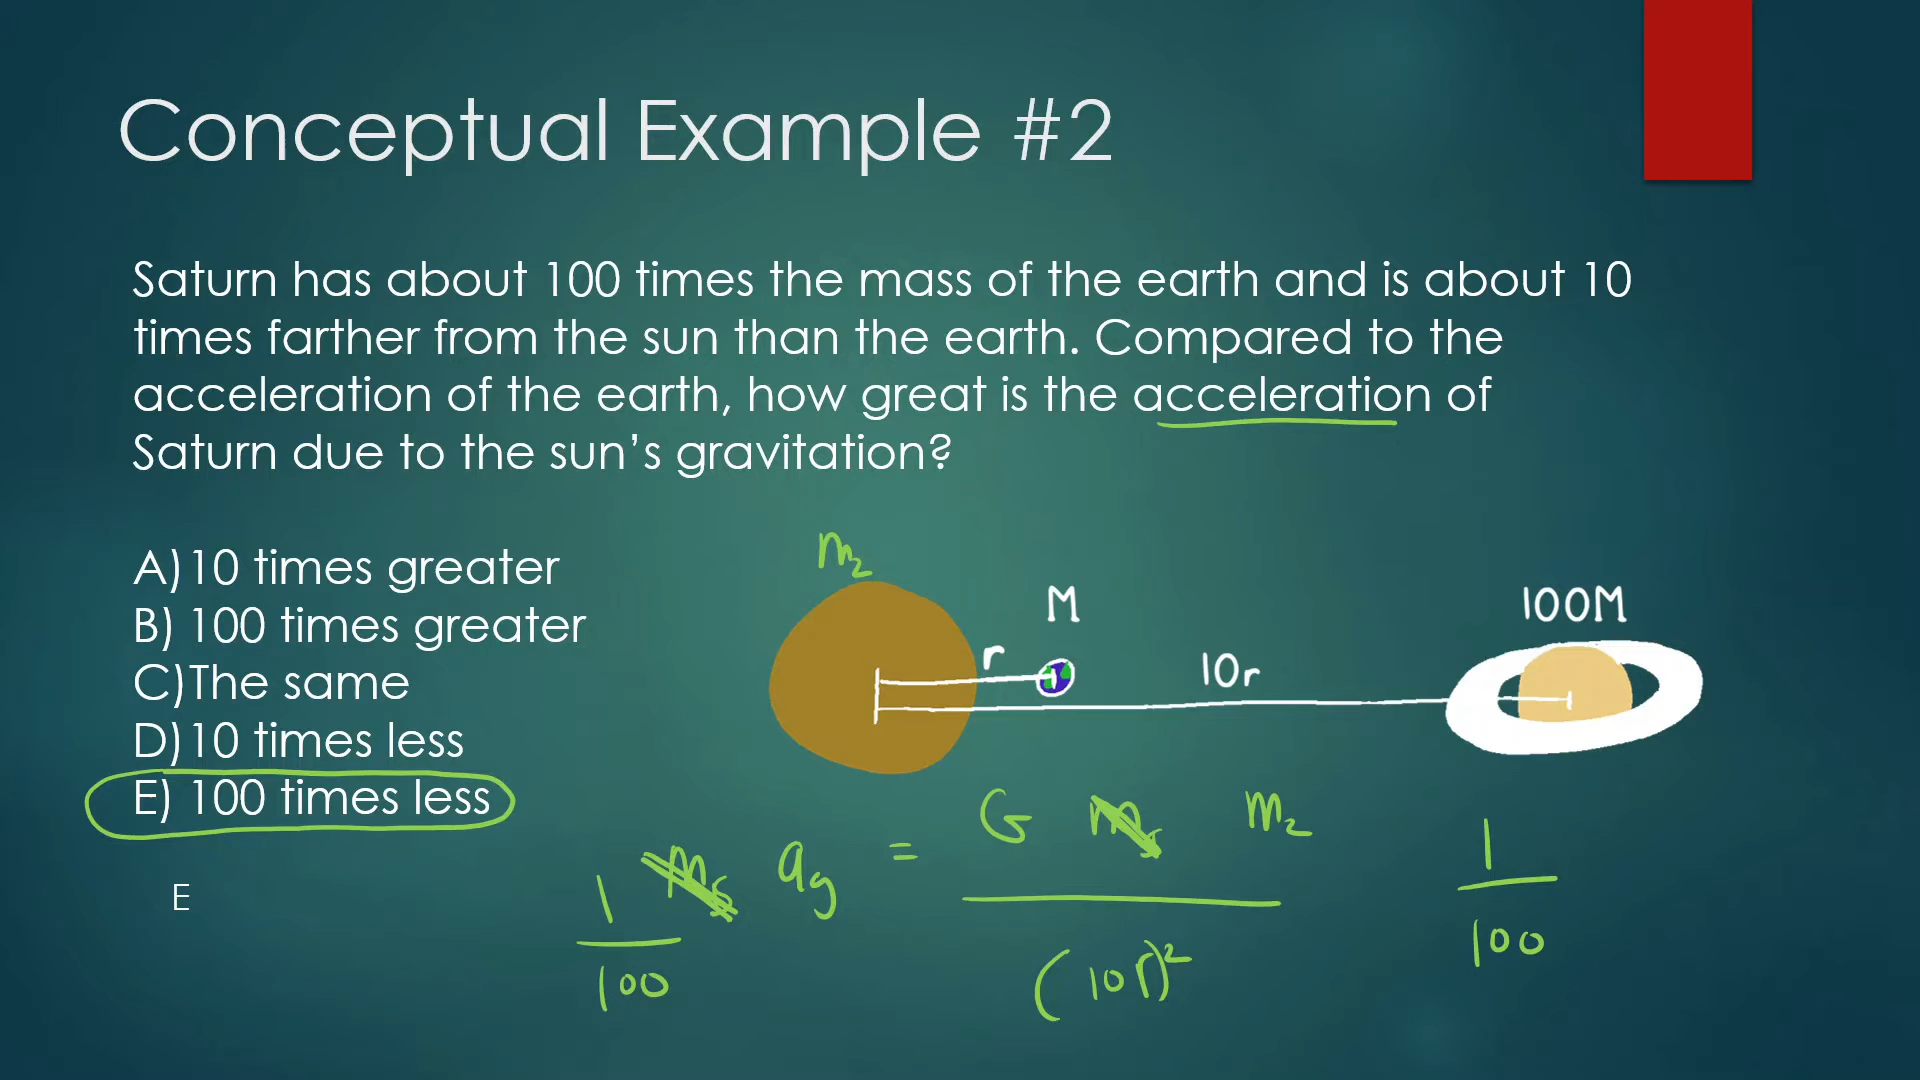 Conceptual Example #2
Saturn has about 100 times the mass of the earth and is about 10
times farther from the sun than the earth. Compared to the
acceleration of the earth, how great is the acceleration of
Saturn due to the sun’s gravitation?
A) 10 times greater
B) 100 times greater
C) The same
D) 10 times less
E) 100 times less
E
m₂
M
100M
r
10r
1/100 mₛ a_g = G mₛ m₂ / (10r)² 1/100